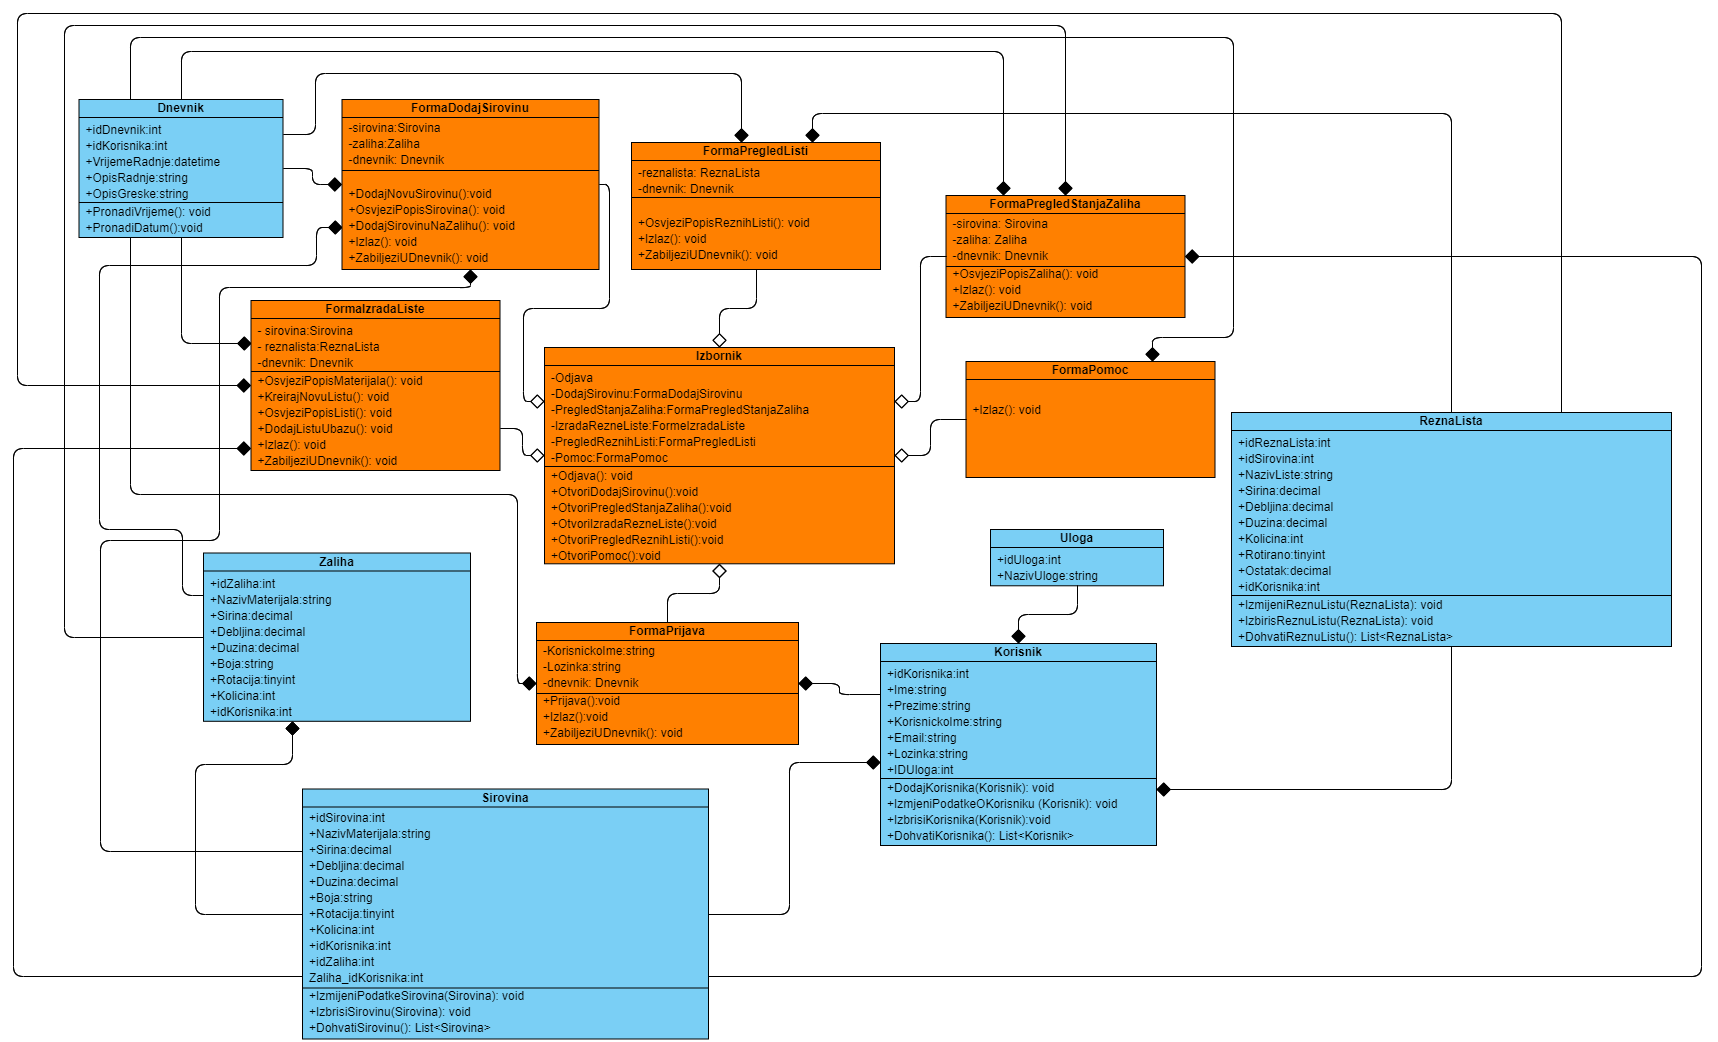 Dnevnik
+idDnevnik:int
+idKorisnika:int
+VrijemeRadnje:datetime
+OpisRadnje:string
+OpisGreske:string
+PronadiVrijeme(): void
+PronadiDatum():void
FormaDodajSirovinu
-sirovina:Sirovina
-zaliha:Zaliha
-dnevnik: Dnevnik
+DodajNovuSirovinu():void
+OsvjeziPopisSirovina(): void
+DodajSirovinuNaZalihu(): void
+Izlaz(): void
+ZabiljeziUDnevnik(): void
FormaPregledListi
-reznalista: ReznaLista
-dnevnik: Dnevnik
+OsvjeziPopisReznihListi(): void
+Izlaz(): void
+ZabiljeziUDnevnik(): void
FormaPregledStanjaZaliha
-sirovina: Sirovina
-zaliha: Zaliha
-dnevnik: Dnevnik
+OsvjeziPopisZaliha(): void
+Izlaz(): void
+ZabiljeziUDnevnik(): void
FormaIzradaListe
- sirovina:Sirovina
- reznalista:ReznaLista
-dnevnik: Dnevnik
+OsvjeziPopisMaterijala(): void
+KreirajNovuListu(): void
+OsvjeziPopisListi(): void
+DodajListuUbazu(): void
+Izlaz(): void
+ZabiljeziUDnevnik(): void
Izbornik
-Odjava
-DodajSirovinu:FormaDodajSirovinu
-PregledStanjaZaliha:FormaPregledStanjaZaliha
-IzradaRezneListe:FormeIzradaListe
-PregledReznihListi:FormaPregledListi
-Pomoc:FormaPomoc
+Odjava(): void
+OtvoriDodajSirovinu():void
+OtvoriPregledStanjaZaliha():void
+OtvoriIzradaRezneListe():void
+OtvoriPregledReznihListi():void
+OtvoriPomoc():void
FormaPomoc
+Izlaz(): void
ReznaLista
+idReznaLista:int
+idSirovina:int
+NazivListe:string
+Sirina:decimal
+Debljina:decimal
+Duzina:decimal
+Kolicina:int
+Rotirano:tinyint
+Ostatak:decimal
+idKorisnika:int
+IzmijeniReznuListu(ReznaLista): void
+IzbirisReznuListu(ReznaLista): void
+DohvatiReznuListu(): List<ReznaLista>
Uloga
+idUloga:int
+NazivUloge:string
Zaliha
+idZaliha:int
+NazivMaterijala:string
+Sirina:decimal
+Debljina:decimal
+Duzina:decimal
+Boja:string
+Rotacija:tinyint
+Kolicina:int
+idKorisnika:int
FormaPrijava
-KorisnickoIme:string
-Lozinka:string
-dnevnik: Dnevnik
+Prijava():void
+Izlaz():void
+ZabiljeziUDnevnik(): void
Korisnik
+idKorisnika:int
+Ime:string
+Prezime:string
+KorisnickoIme:string
+Email:string
+Lozinka:string
+IDUloga:int
+DodajKorisnika(Korisnik): void
+IzmjeniPodatkeOKorisniku (Korisnik): void
+IzbrisiKorisnika(Korisnik):void
+DohvatiKorisnika(): List<Korisnik>
Sirovina
+idSirovina:int
+NazivMaterijala:string
+Sirina:decimal
+Debljina:decimal
+Duzina:decimal
+Boja:string
+Rotacija:tinyint
+Kolicina:int
+idKorisnika:int
+idZaliha:int
Zaliha_idKorisnika:int
+IzmijeniPodatkeSirovina(Sirovina): void
+IzbrisiSirovinu(Sirovina): void
+DohvatiSirovinu(): List<Sirovina>